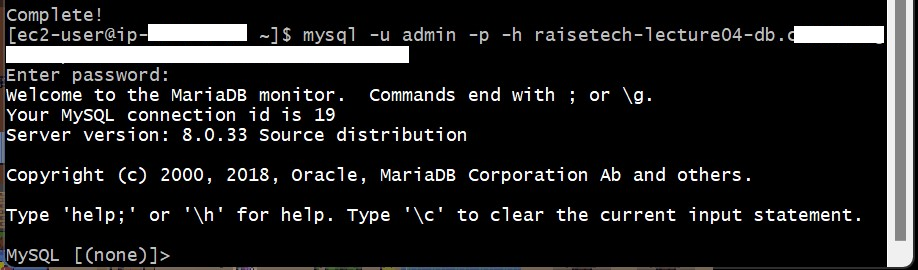 Complete!
[ec2-user@ip- ~]$ mysql -u admin -p -h raisetech-lecture04-db.
Enter password:
Welcome to the MariaDB monitor.  Commands end with ; or \g.
Your MySQL connection id is 19
Server version: 8.0.33 Source distribution
Copyright (c) 2000, 2018, Oracle, MariaDB Corporation Ab and others.
Type 'help;' or '\h' for help. Type '\c' to clear the current input statement.
MySQL [(none)]>